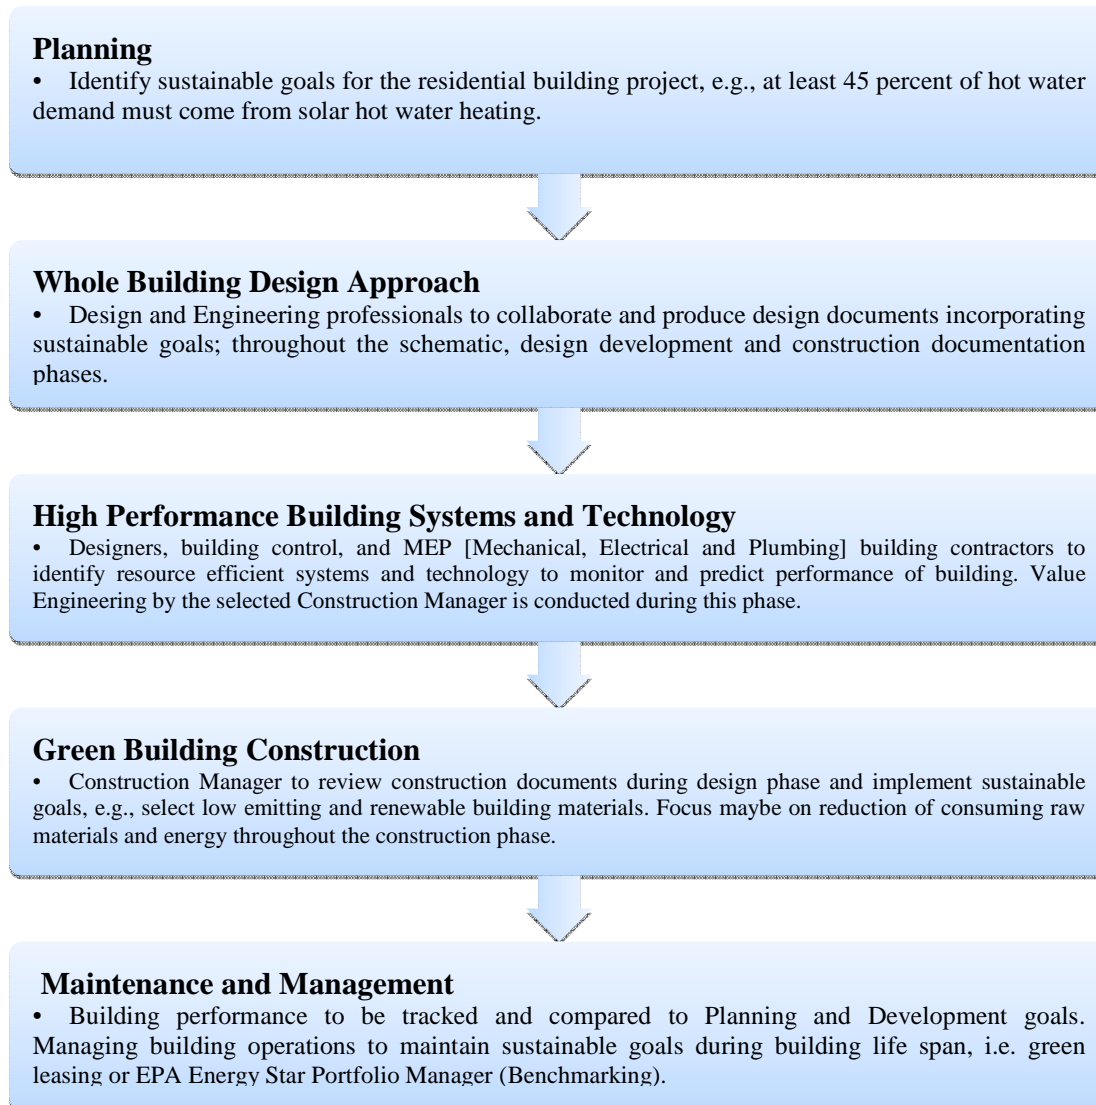 Planning
• Identify sustainable goals for the residential building project, e.g., at least 45 percent of hot water
demand must come from solar hot water heating.
Whole Building Design Approach
• Design and Engineering professionals to collaborate and produce design documents incorporating
sustainable goals; throughout the schematic, design development and construction documentation
phases.
High Performance Building Systems and Technology
• Designers, building control, and MEP [Mechanical, Electrical and Plumbing] building contractors to
identify resource efficient systems and technology to monitor and predict performance of building. Value
Engineering by the selected Construction Manager is conducted during this phase.
Green Building Construction
• Construction Manager to review construction documents during design phase and implement sustainable
goals, e.g., select low emitting and renewable building materials. Focus maybe on reduction of consuming raw
materials and energy throughout the construction phase.
Maintenance and Management
• Building performance to be tracked and compared to Planning and Development goals.
Managing building operations to maintain sustainable goals during building life span, i.e. green
leasing or EPA Energy Star Portfolio Manager (Benchmarking).